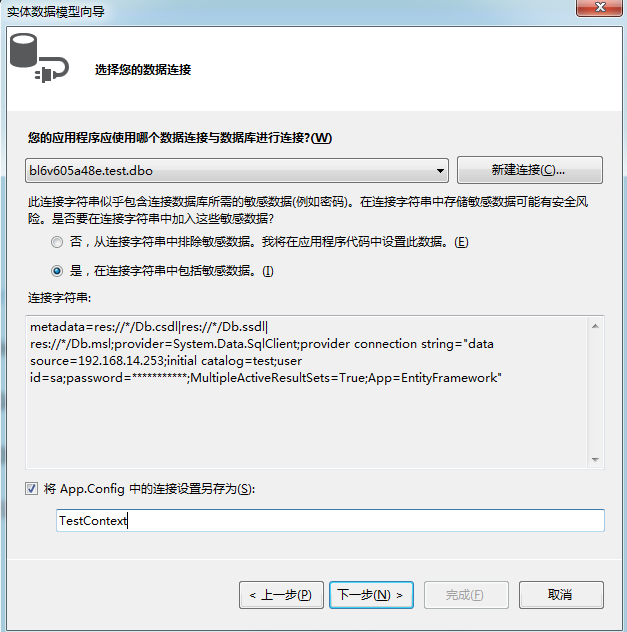 实体数据模型向导
选择您的数据连接
您的应用程序应使用哪个数据连接与数据库进行连接?(W)
bl6v605a48e.test.dbo
新建连接(C)...
此连接字符串似乎包含连接数据库所需的敏感数据(例如密码)。在连接字符串中存储敏感数据可能有安全风
险。是否要在连接字符串中加入这些敏感数据?
否，从连接字符串中排除敏感数据。我将在应用程序代码中设置此数据。(E)
是，在连接字符串中包括敏感数据。(I)
连接字符串:
metadata=res://*/Db.csdl|res://*/Db.ssdl|
res://*/Db.msl;provider=System.Data.SqlClient;provider connection string="data
source=192.168.14.253;initial catalog=test;user
id=sa;password=***********;MultipleActiveResultSets=True;App=EntityFramework"
将 App.Config 中的连接设置另存为(S):
TestContext
< 上一步(P)
下一步(N) >
完成(F)
取消